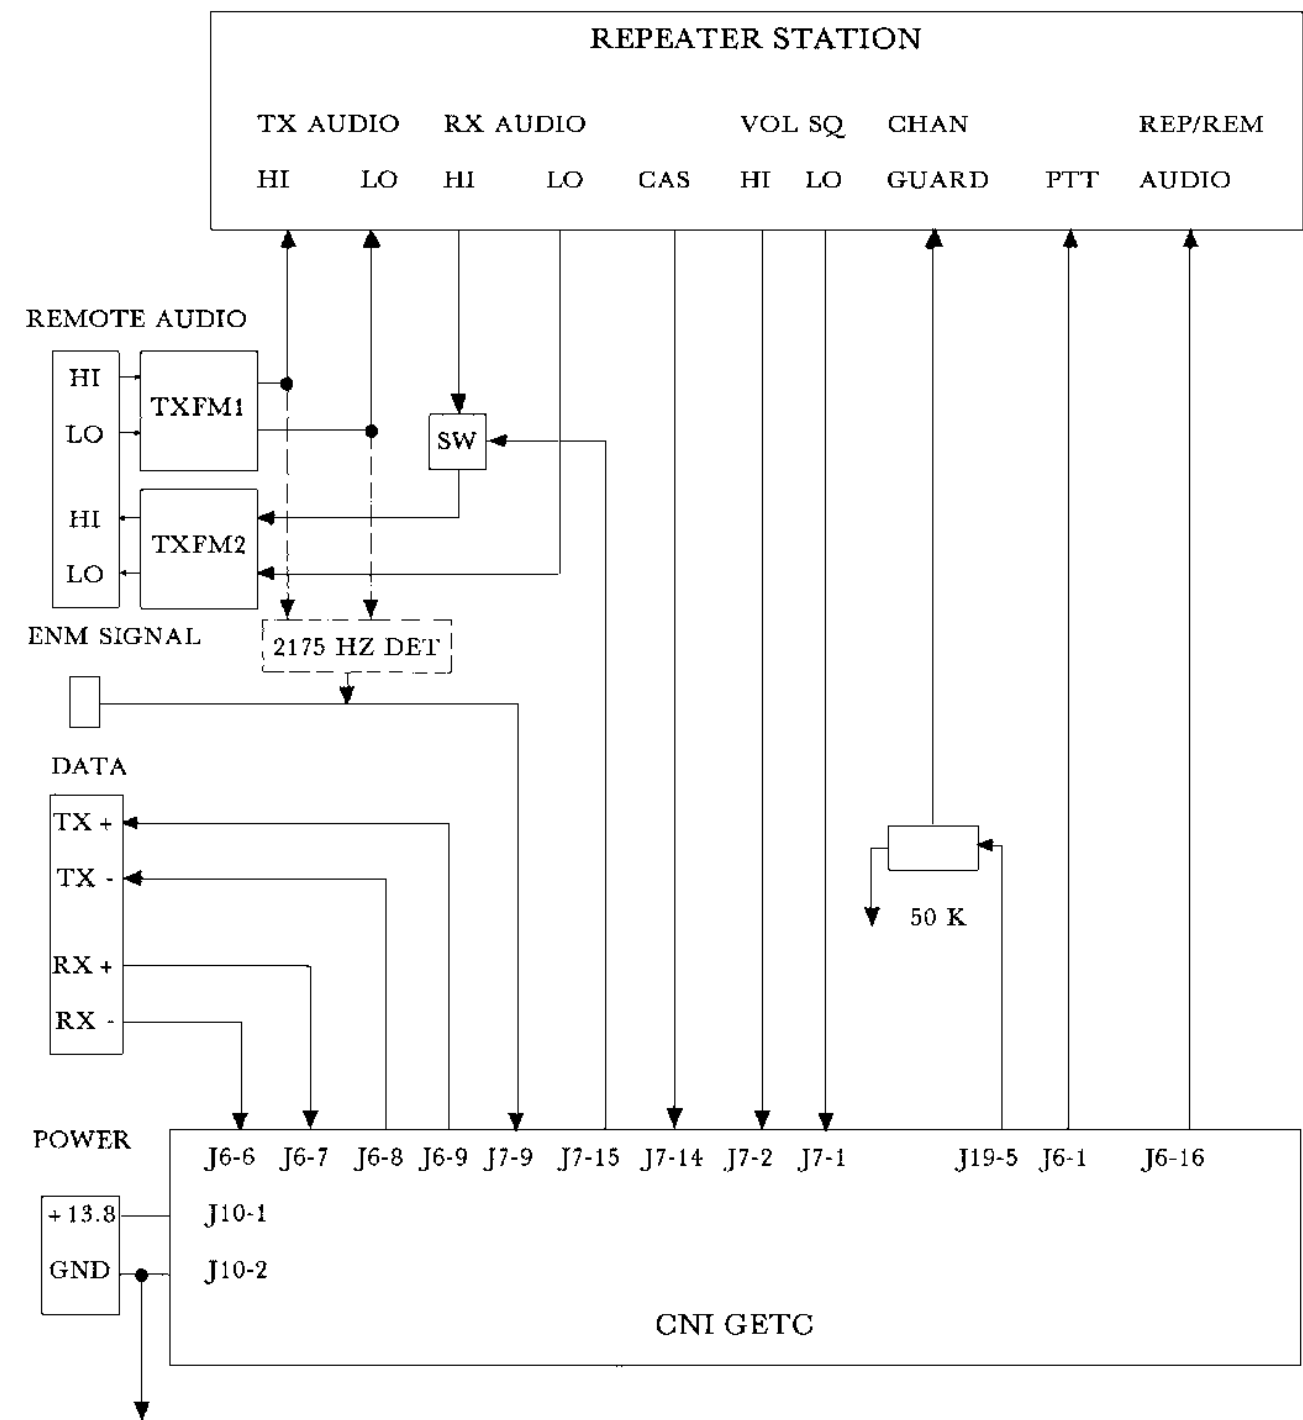 REPEATER STATION
TX AUDIO RX AUDIO VOL SQ CHAN REP/REM
HI LO HI LO CAS HI LO GUARD PTT AUDIO
REMOTE AUDIO
HI
TXFM1
LO
SW
HI
TXFM2
LO
ENM SIGNAL
2175 HZ DET
DATA
TX +
TX -
50 K
RX +
RX -
POWER
J6-6 J6-7 J6-8 J6-9 J7-9 J7-15 J7-14 J7-2 J7-1 J19-5 J6-1 J6-16
+13.8 J10-1
GND J10-2
CNI GETC